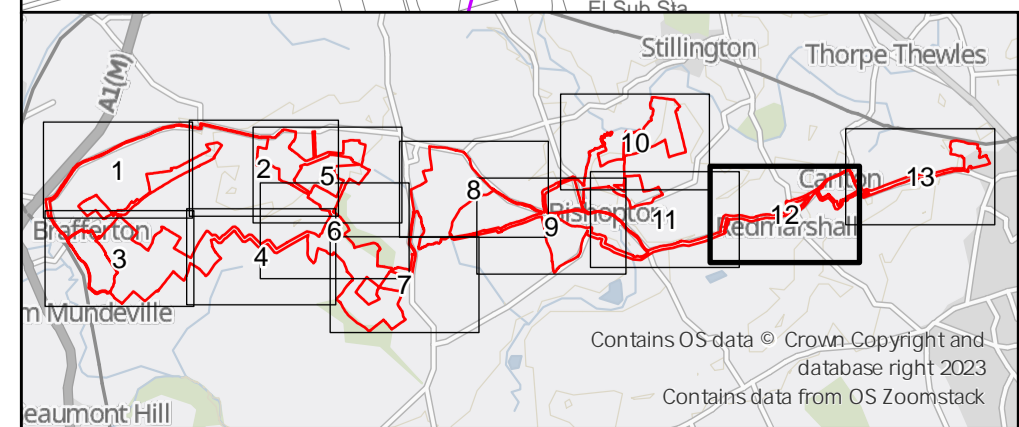 El Sub Sta
Stillington
Thorpe Thewles
A1(M)
10
1
2
5
Carlton
13
8
Bishopton
11
12
Redmarshall
Brafferton
6
9
3
4
7
m Mundeville
Contains OS data © Crown Copyright and
database right 2023
Contains data from OS Zoomstack
eaumont Hill